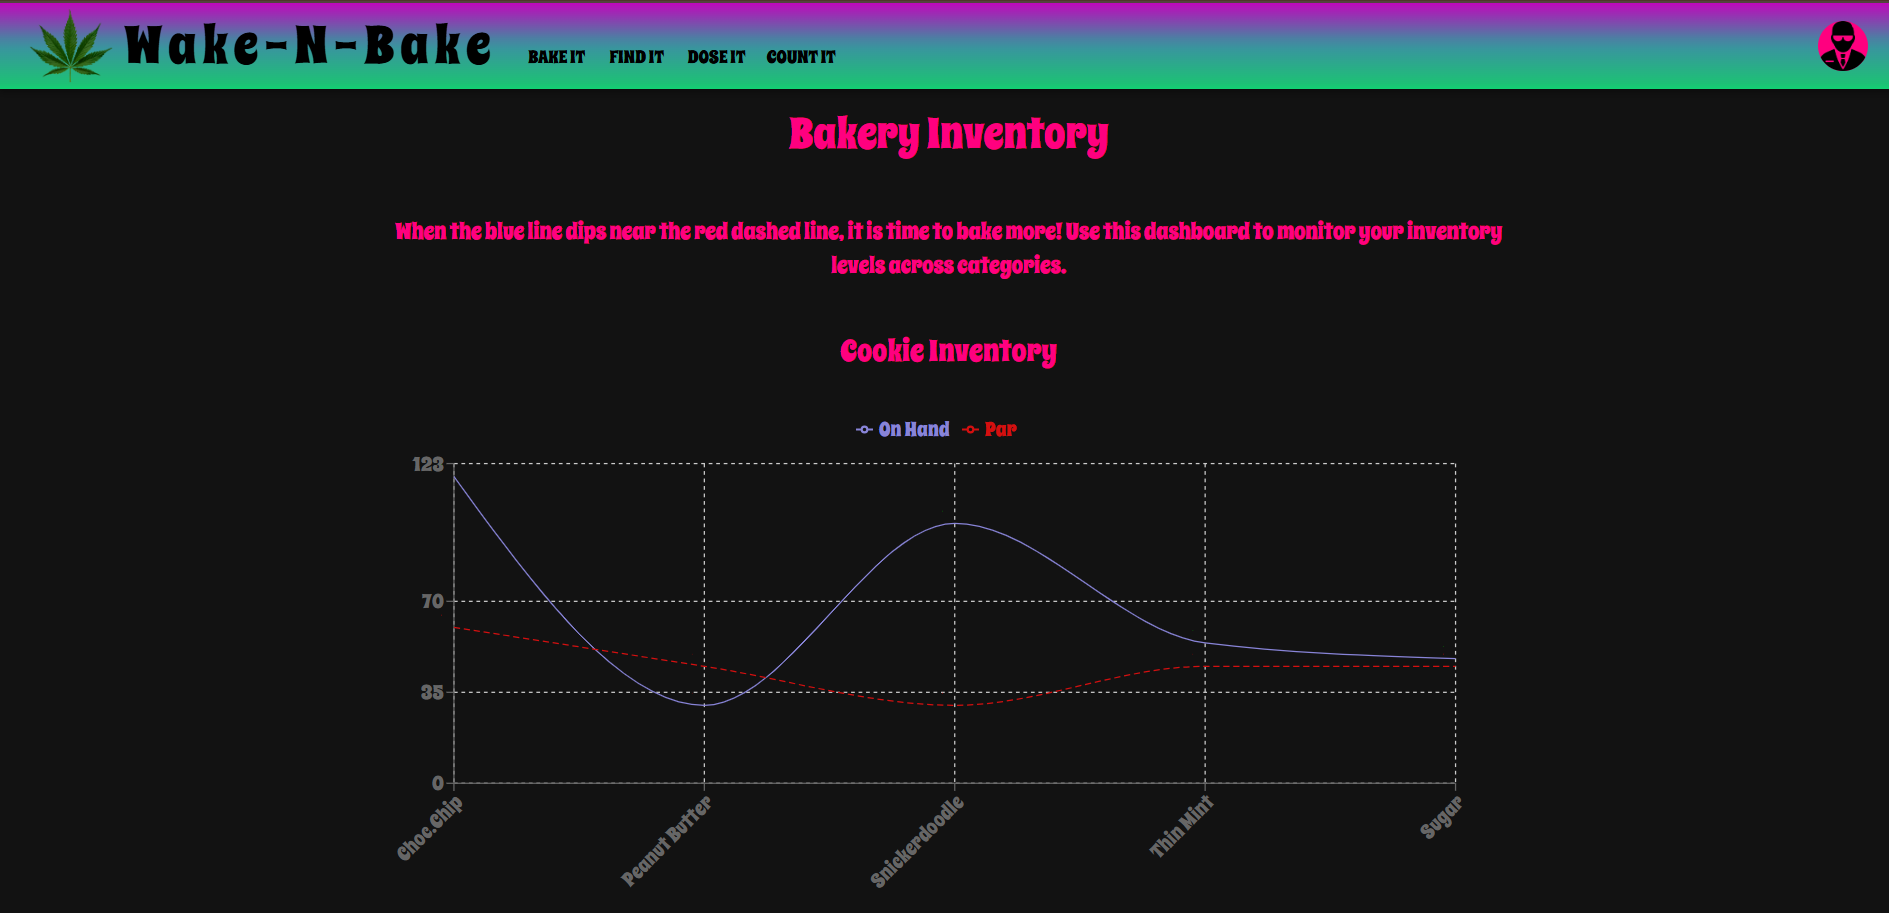 Wake-N-Bake
BAKE IT FIND IT DOSE IT COUNT IT
Bakery Inventory
When the blue line dips near the red dashed line, it is time to bake more! Use this dashboard to monitor your inventory
levels across categories.
Cookie Inventory
On Hand Par
123
70
35
0
Choc.Chip Peanut Butter Snickerdoodle Thin Mint Sugar